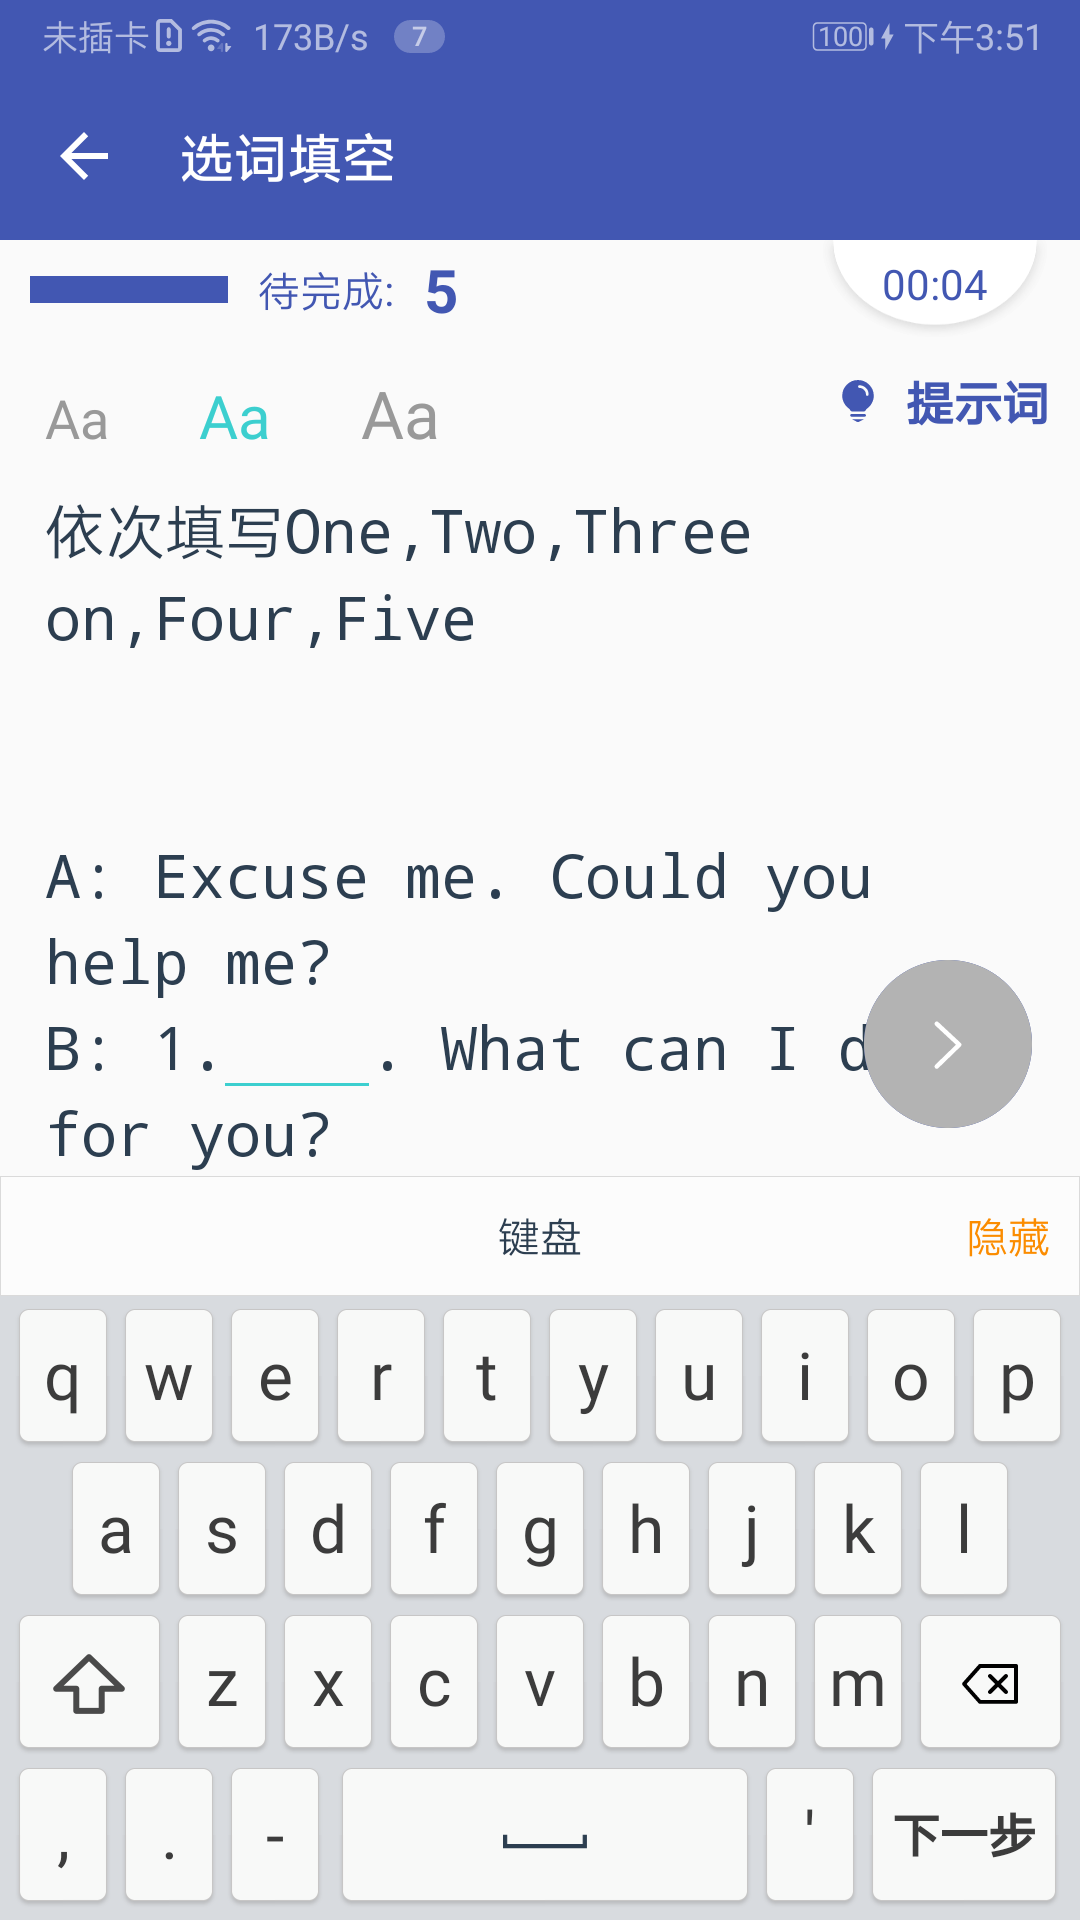 未插卡 173B/s 7 100 下午3:51
选词填空
待完成: 5 00:04
Aa Aa Aa 提示词
依次填写One,Two,Three
on,Four,Five
A: Excuse me. Could you
help me?
B: 1.____. What can I d
for you?
键盘 隐藏
q w e r t y u i o p
a s d f g h j k l
z x c v b n m
, . - ' 下一步